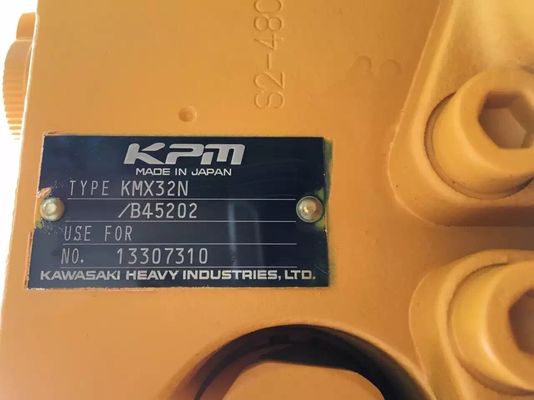 S2-480
KPM
MADE IN JAPAN
TYPE KMX32N
/B45202
USE FOR
NO. 13307310
KAWASAKI HEAVY INDUSTRIES, LTD.